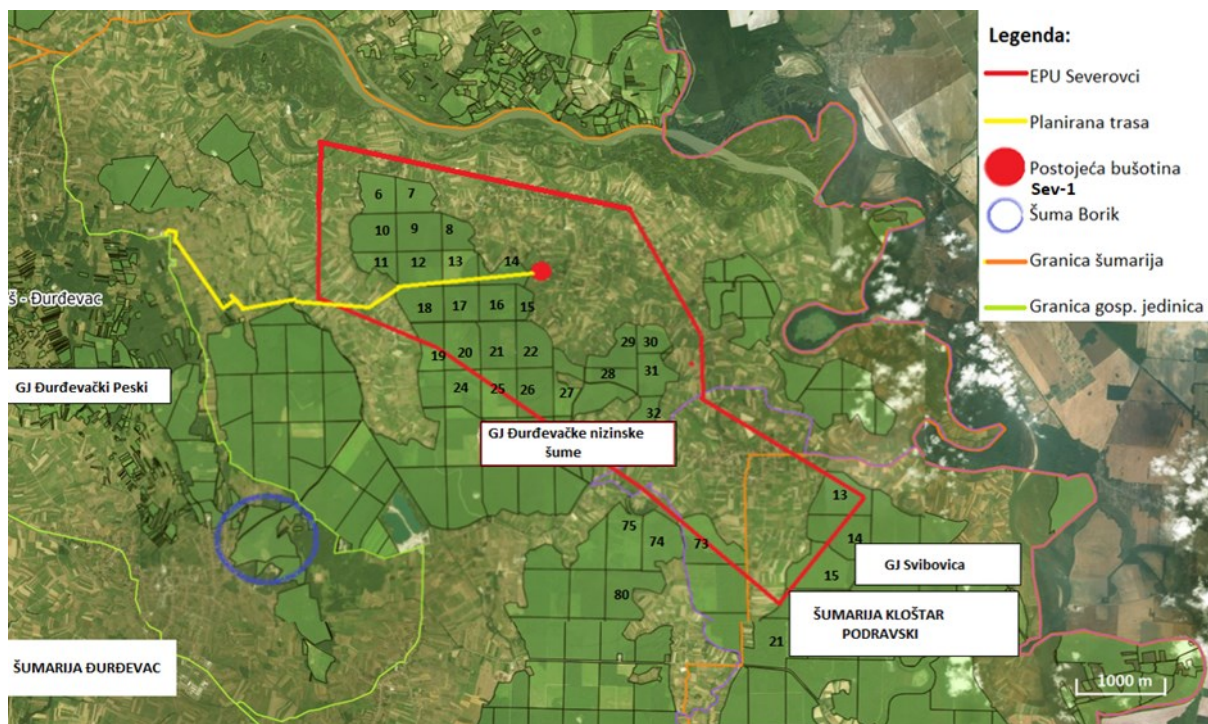 Legenda:
EPU Severovci
Planirana trasa
Postojeća bušotina
Sev-1
Šuma Borik
Granica šumarija
Granica gosp. jedinica
6 7
10 9 8
11 12 13 14
18 17 16 15
š - Đurđevac
19 20 21 22 29 30
GJ Đurđevački Peski
24 25 26 27 28 31
32
GJ Đurđevačke nizinske
šume
13
75 74 73 14
GJ Svibovica
15
80
ŠUMARIJA KLOŠTAR
PODRAVSKI
21
ŠUMARIJA ĐURĐEVAC
1000 m